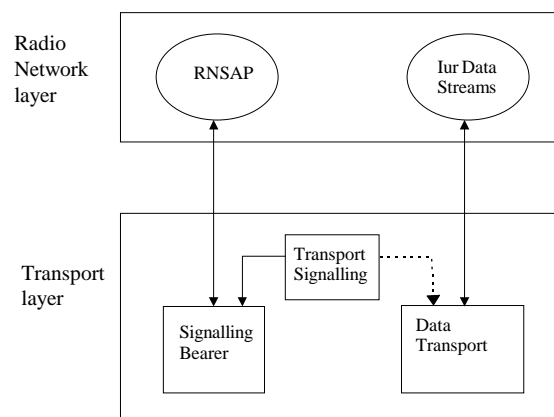 Radio
Network
layer
RNSAP
Iur Data
Streams
Transport
layer
Transport
Signalling
Signalling
Bearer
Data
Transport